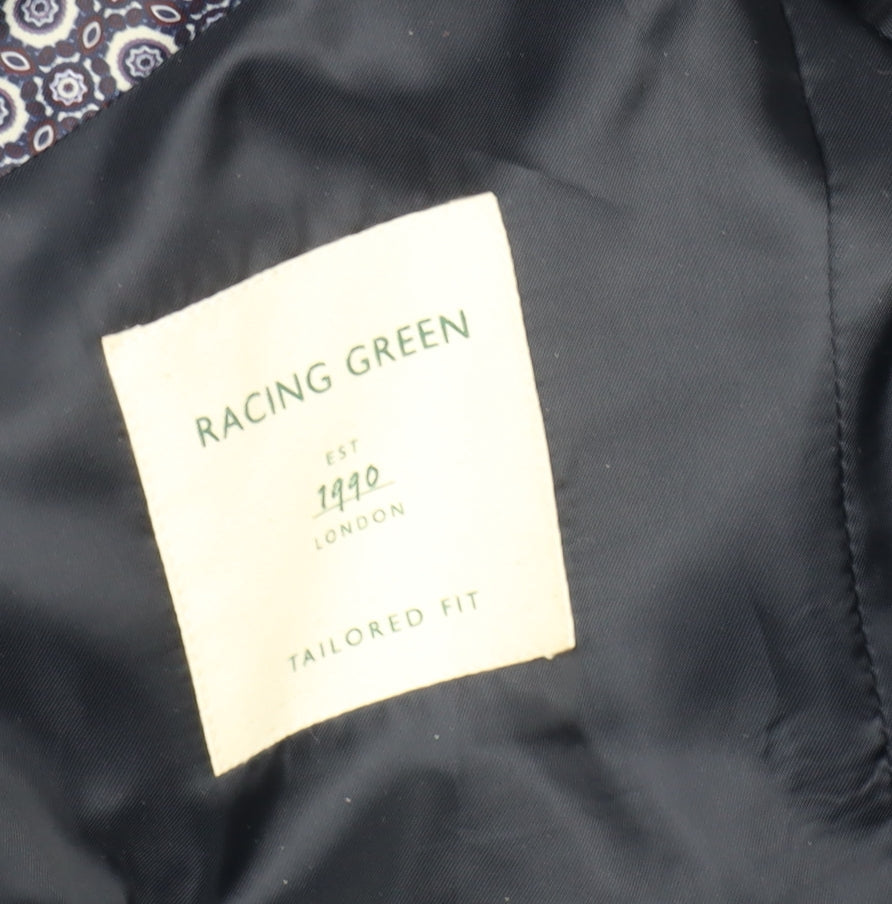 RACING GREEN
EST
1990
LONDON
TAILORED FIT